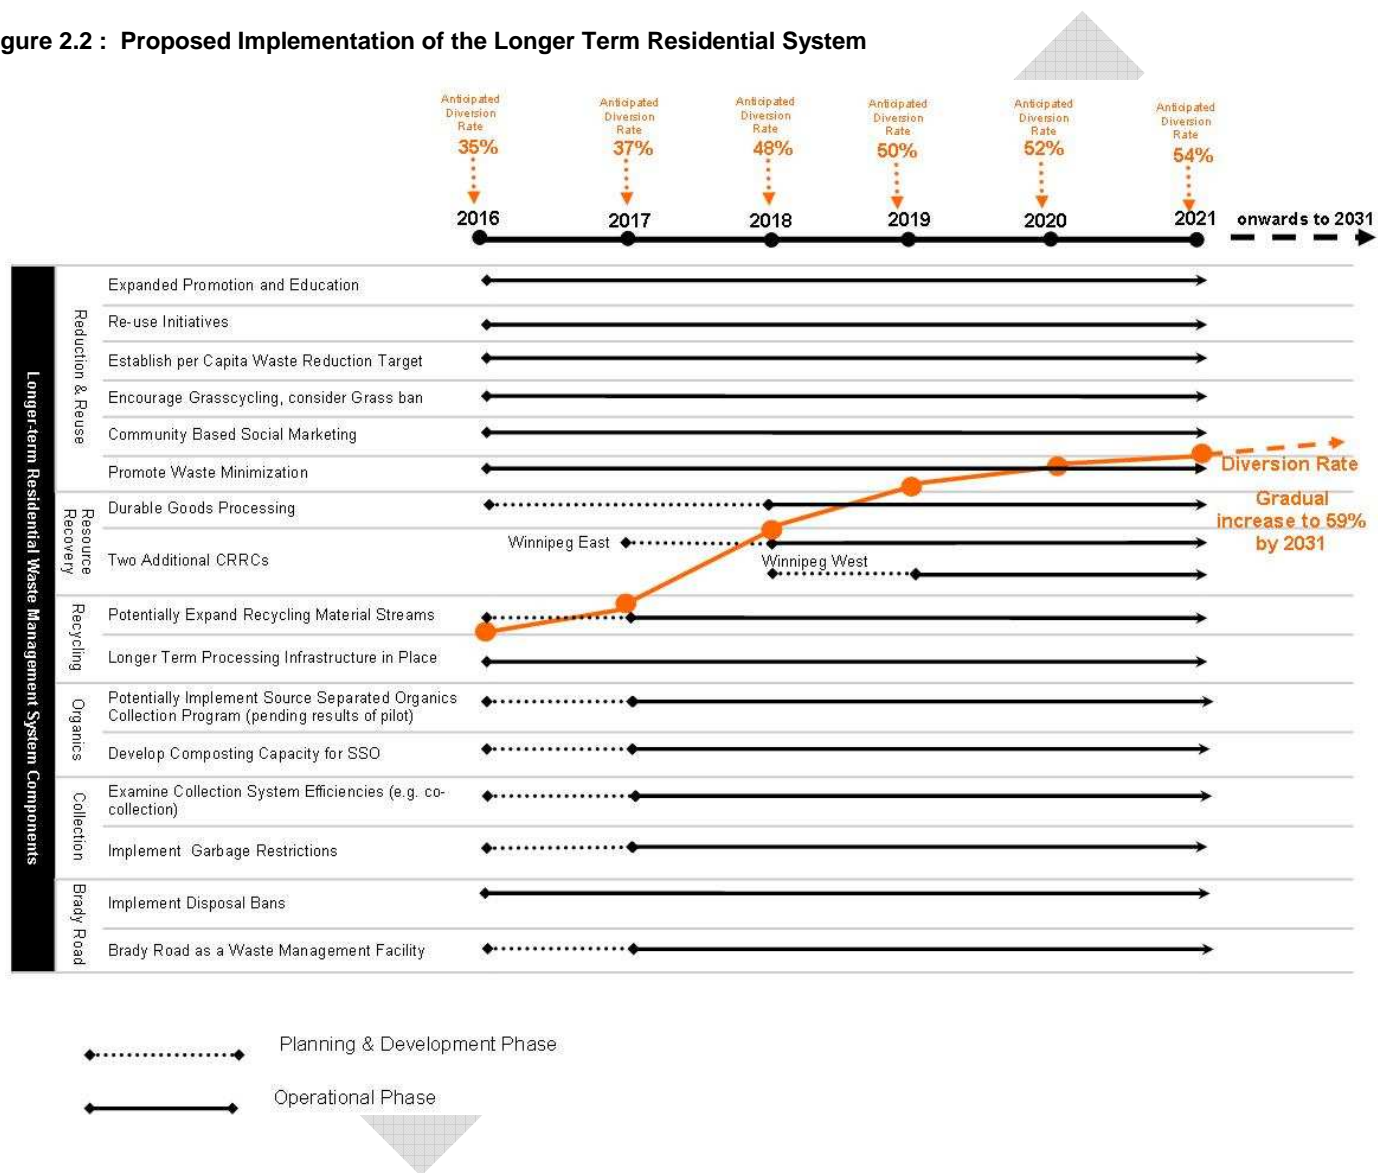 gure 2.2 :  Proposed Implementation of the Longer Term Residential System
Anticipated
Diversion
Rate
35%
Anticipated
Diversion
Rate
37%
Anticipated
Diversion
Rate
48%
Anticipated
Diversion
Rate
50%
Anticipated
Diversion
Rate
52%
Anticipated
Diversion
Rate
54%
2016
2017
2018
2019
2020
2021
onwards to 2031
Longer-term Residential Waste Management System Components
Reduction & Reuse
Expanded Promotion and Education
Re-use Initiatives
Establish per Capita Waste Reduction Target
Encourage Grasscycling, consider Grass ban
Community Based Social Marketing
Promote Waste Minimization
Diversion Rate
Gradual
increase to 59%
by 2031
Resource
Recovery
Durable Goods Processing
Two Additional CRRCs
Winnipeg East
Winnipeg West
Recycling
Potentially Expand Recycling Material Streams
Longer Term Processing Infrastructure in Place
Organics
Potentially Implement Source Separated Organics
Collection Program (pending results of pilot)
Develop Composting Capacity for SSO
Collection
Examine Collection System Efficiencies (e.g. co-
collection)
Implement  Garbage Restrictions
Brady Road
Implement Disposal Bans
Brady Road as a Waste Management Facility
Planning & Development Phase
Operational Phase